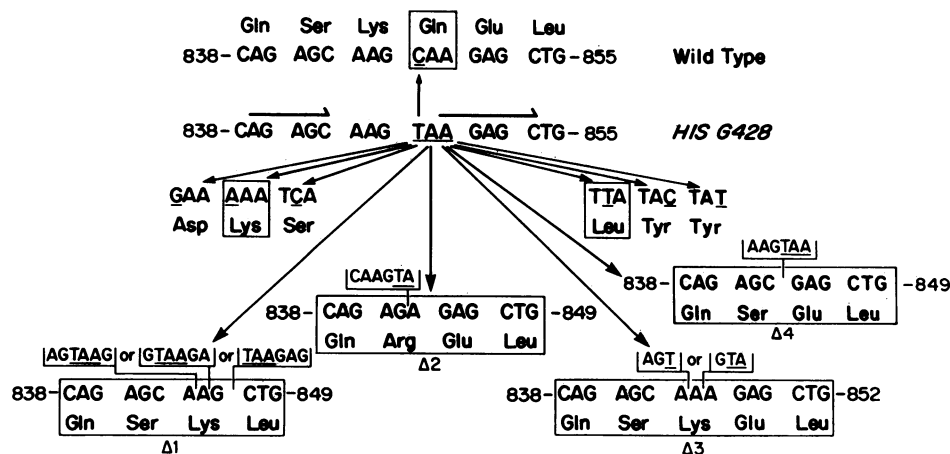 Gln Ser Lys Gln Glu Leu
838- CAG AGC AAG CAA GAG CTG -855 Wild Type
838- CAG AGC AAG TAA GAG CTG -855 HIS G428
GAA AAA TCA TTA TAC TAT
Asp Lys Ser Leu Tyr Tyr
AAGTAA
838- CAG AGC GAG CTG -849
Gln Ser Glu Leu
Δ4
CAAGTA
838- CAG AGA GAG CTG -849
Gln Arg Glu Leu
Δ2
AGTAAG or GTAAGA or TAAGAG
838- CAG AGC AAG CTG -849
Gln Ser Lys Leu
Δ1
AGT or GTA
838- CAG AGC AAA GAG CTG -852
Gln Ser Lys Glu Leu
Δ3